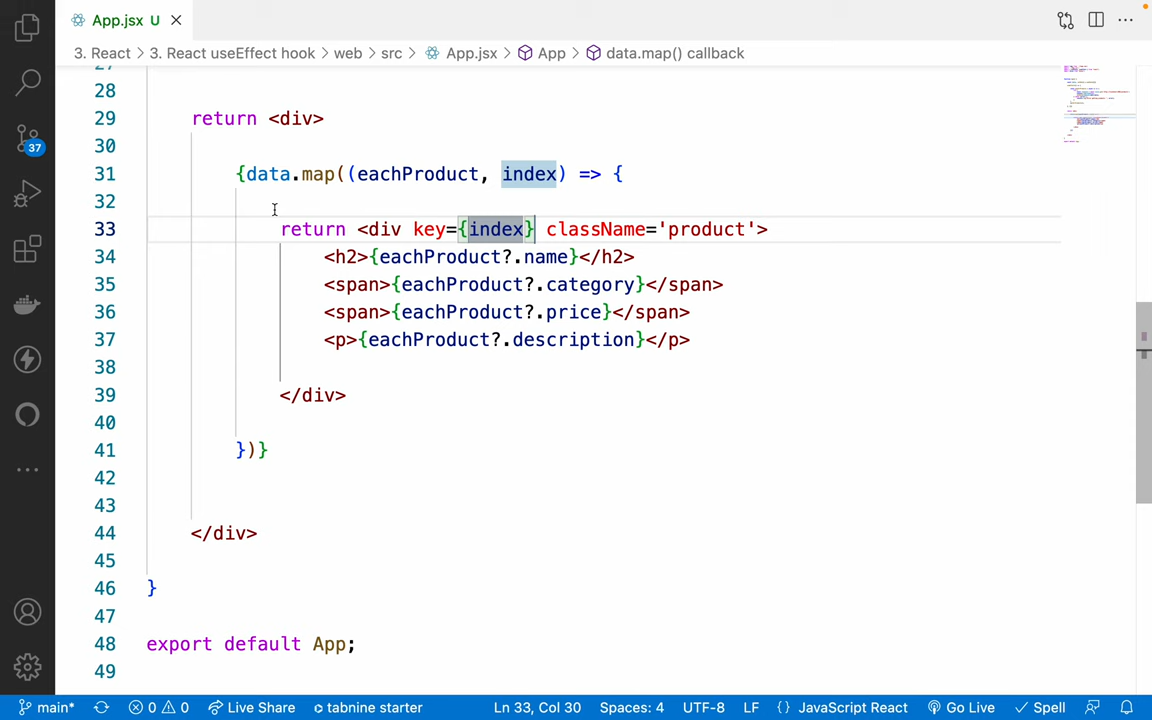 App.jsx U
3. React > 3. React useEffect hook > web > src > App.jsx > App > data.map() callback
28
29 return <div>
30
31 {data.map((eachProduct, index) => {
32
33 return <div key={index} className='product'>
34 <h2>{eachProduct?.name}</h2>
35 <span>{eachProduct?.category}</span>
36 <span>{eachProduct?.price}</span>
37 <p>{eachProduct?.description}</p>
38
39 </div>
40
41 })}
42
43
44 </div>
45
46 }
47
48 export default App;
49
37
main* 0 0 Live Share tabnine starter Ln 33, Col 30 Spaces: 4 UTF-8 LF {} JavaScript React Go Live Spell